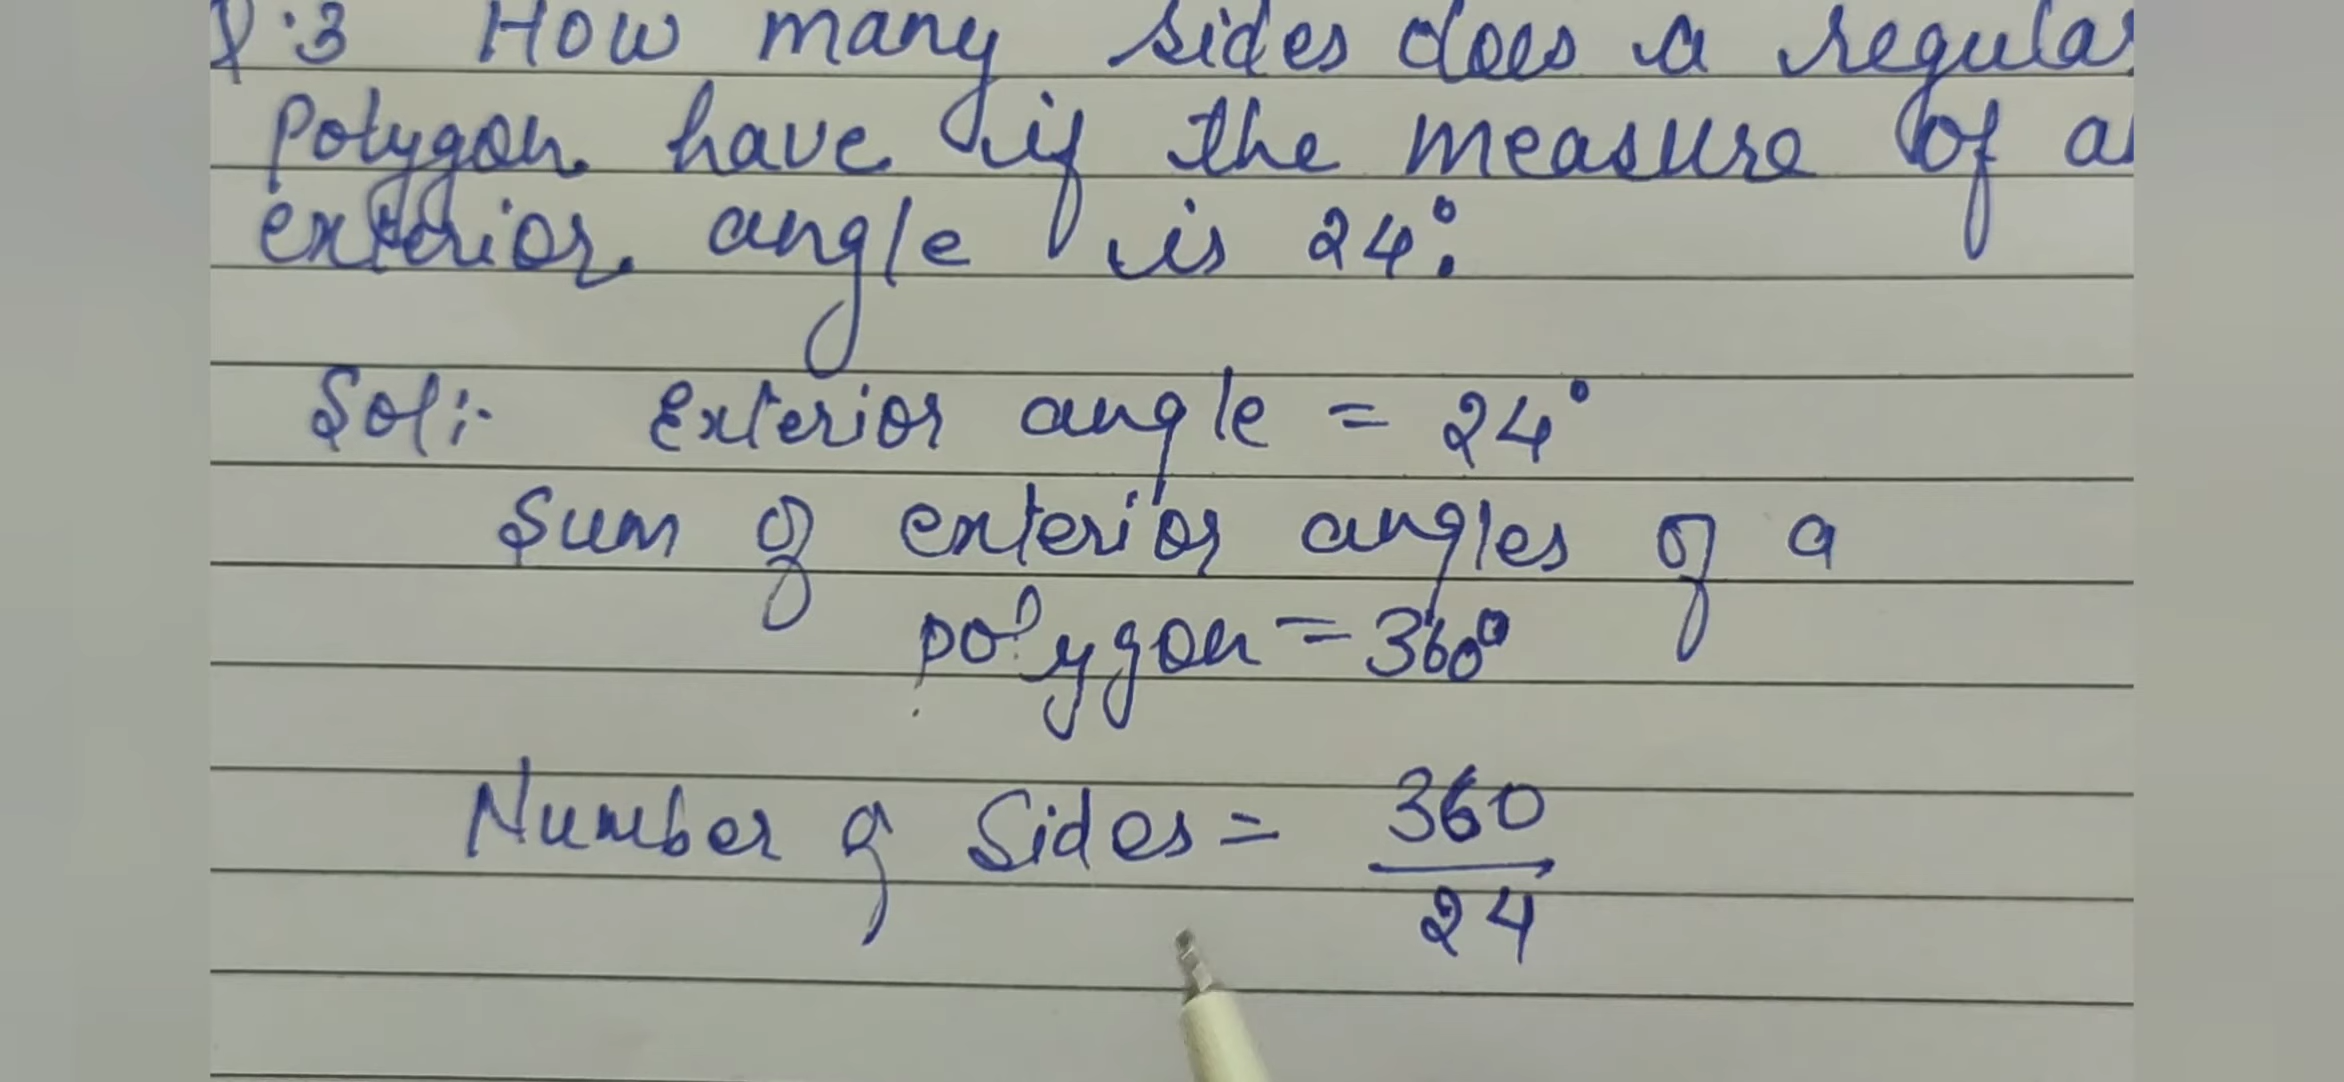 Q.3 How many sides does a regular
polygon have if the measure of a
exterior angle is 24°.
Sol:- Exterior angle = 24°
Sum of exterior angles of a
polygon = 360°
Number of Sides = 360
24